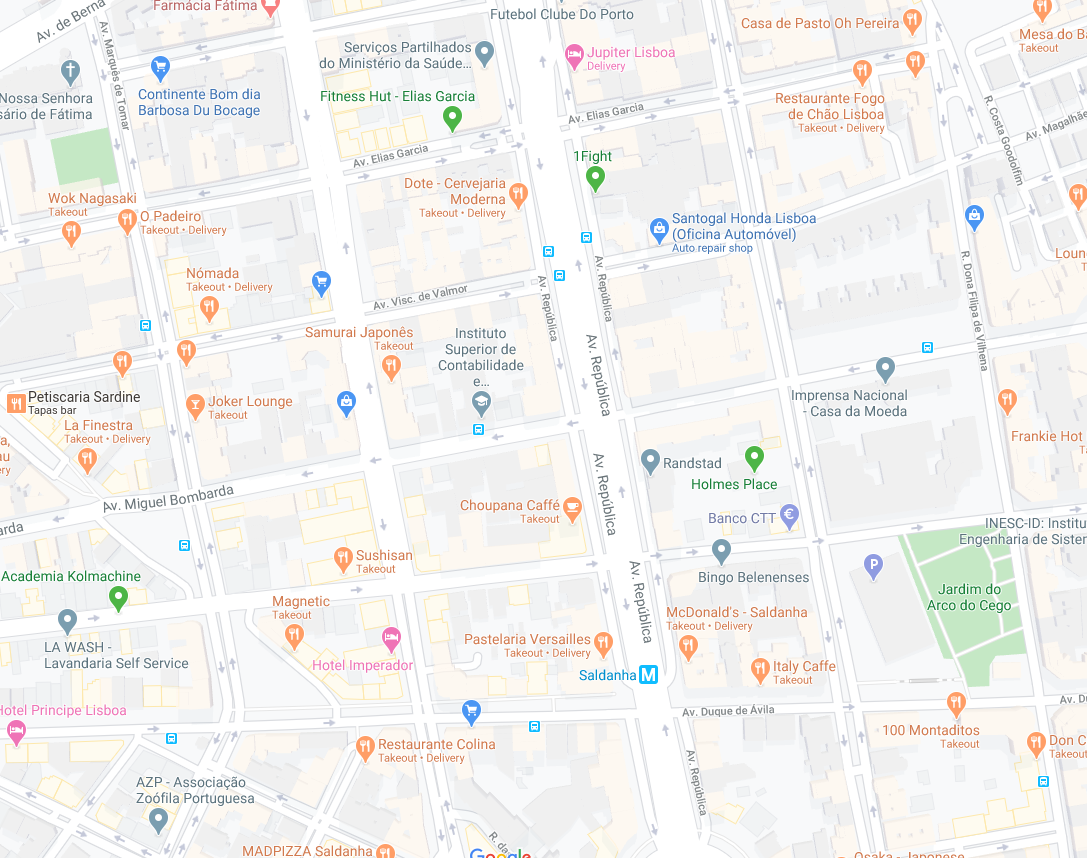 Farmácia Fátima
Av. de Berna
Futebol Clube Do Porto
Casa de Pasto Oh Pereira
Mesa do Ba
Takeout
Av. Marquês de Tomar
Serviços Partilhados
do Ministério da Saúde...
Jupiter Lisboa
Delivery
Nossa Senhora
sário de Fátima
Continente Bom dia
Barbosa Du Bocage
Fitness Hut - Elias Garcia
Av. Elias Garcia
Restaurante Fogo
de Chão Lisboa
Takeout • Delivery
R. Costa Goodolfim
Av. Magalhãe
Av. Elias Garcia
1Fight
Wok Nagasaki
Takeout
O Padeiro
Takeout • Delivery
Dote - Cervejaria
Moderna
Takeout • Delivery
Santogal Honda Lisboa
(Oficina Automóvel)
Auto repair shop
Loun
Nómada
Takeout • Delivery
Av. Visc. de Valmor
Av. República
Av. República
R. Dona Filipa de Vilhena
Samurai Japonês
Takeout
Instituto
Superior de
Contabilidade
e...
Av. República
Petiscaria Sardine
Tapas bar
Joker Lounge
Takeout
Imprensa Nacional
- Casa da Moeda
La Finestra
Takeout • Delivery
a,
au
ery
Frankie Hot
Takeout
Av. República
Randstad
Holmes Place
Av. Miguel Bombarda
arda
Choupana Caffé
Takeout
Banco CTT
INESC-ID: Institu
Engenharia de Sister
Sushisan
Takeout
Academia Kolmachine
Bingo Belenenses
P
Jardim do
Arco do Cego
Av. República
Magnetic
Takeout
McDonald's - Saldanha
Takeout • Delivery
LA WASH -
Lavandaria Self Service
Hotel Imperador
Pastelaria Versailles
Takeout • Delivery
Saldanha M
Italy Caffe
Takeout
Hotel Principe Lisboa
Av. Duque de Ávila
Av. Du
100 Montaditos
Takeout
Restaurante Colina
Takeout • Delivery
Don C
Takeout
Av. República
AZP - Associação
Zoófila Portuguesa
R. da
MADPIZZA Saldanha
Google
Osaka - Japonese